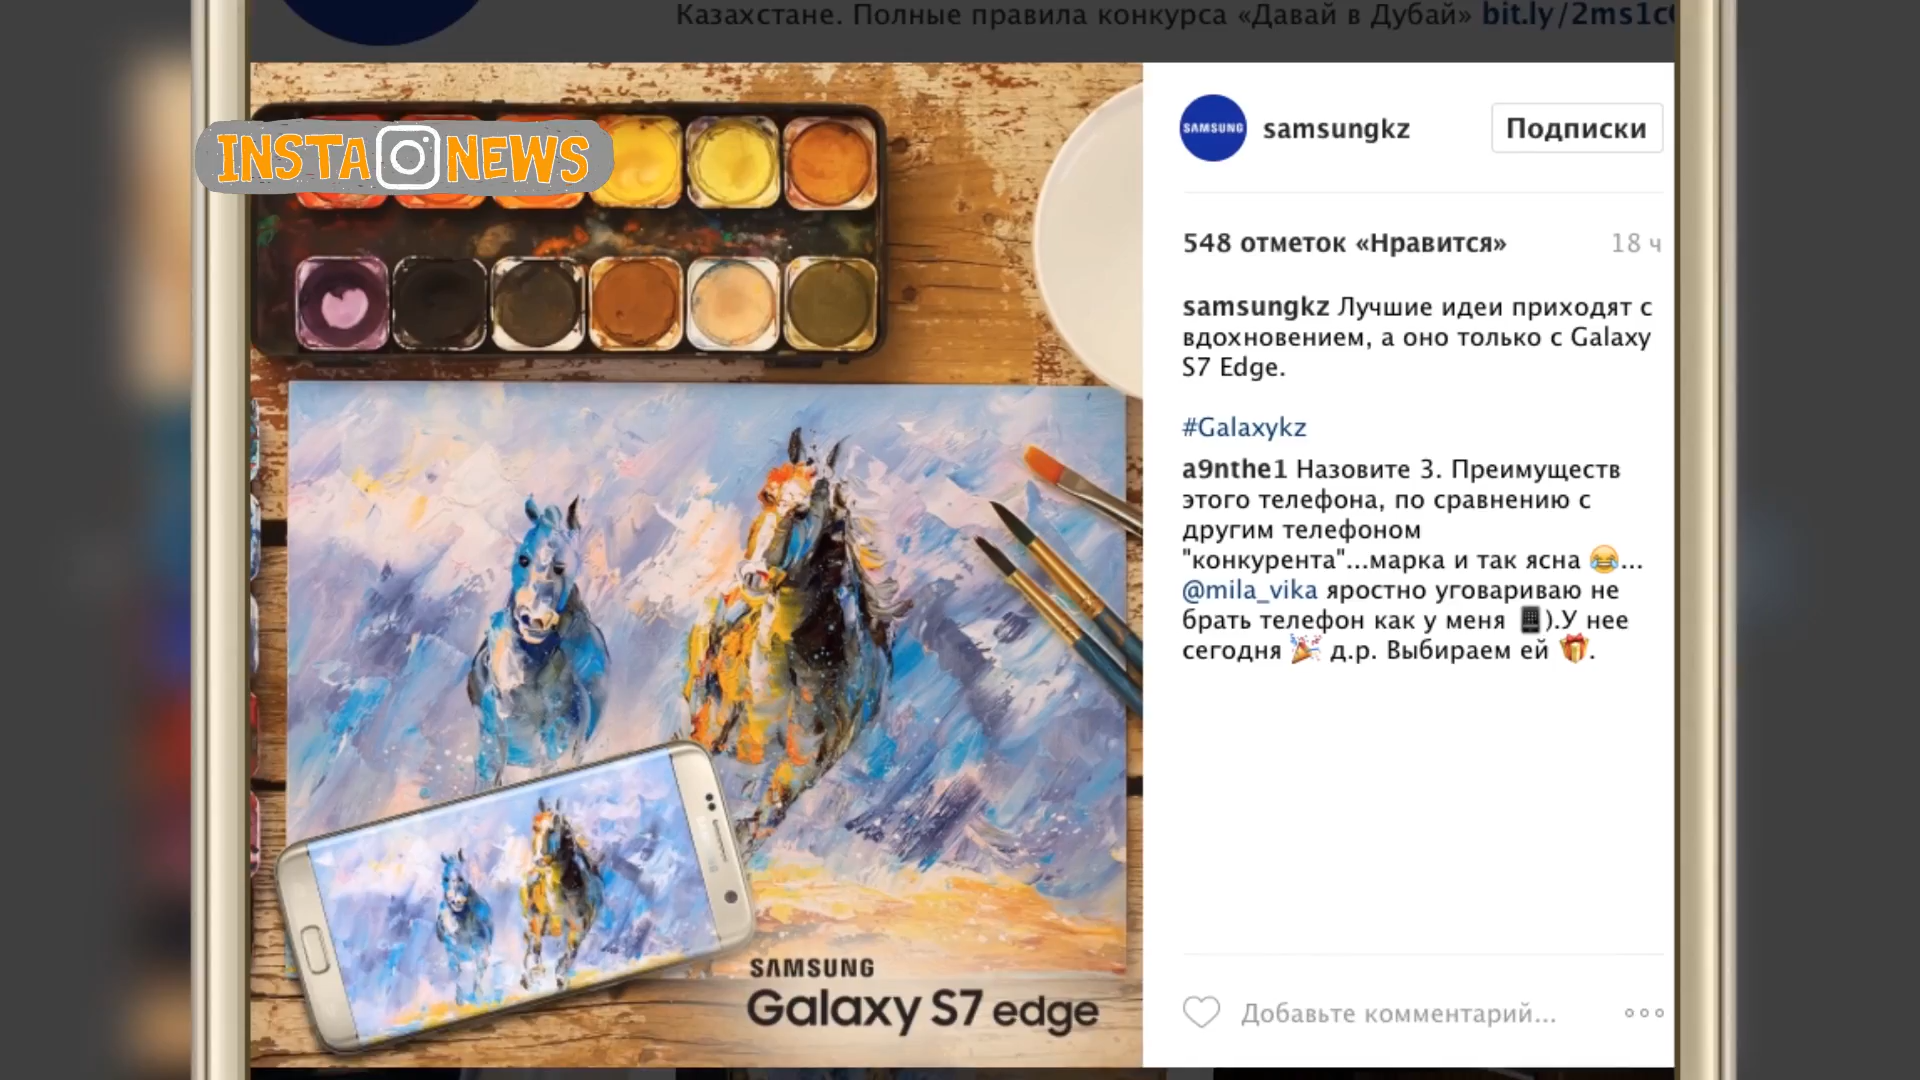 Казахстане. Полные правила конкурса «Давай в Дубай» bit.ly/2ms1c
INSTA NEWS
SAMSUNG
samsungkz
Подписки
548 отметок «Нравится»
18 ч
samsungkz Лучшие идеи приходят с
вдохновением, а оно только с Galaxy
S7 Edge.
#Galaxykz
a9nthe1 Назовите 3. Преимуществ
этого телефона, по сравнению с
другим телефоном
"конкурента"...марка и так ясна 😂...
@mila_vika яростно уговариваю не
брать телефон как у меня 📱).У нее
сегодня 🎉 д.р. Выбираем ей 🎁.
SAMSUNG
Galaxy S7 edge
Добавьте комментарий...